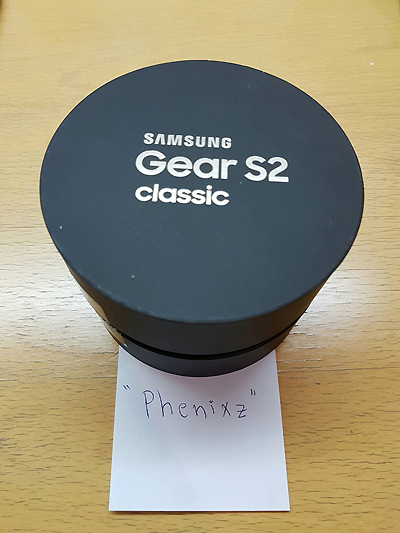 SAMSUNG
Gear S2
classic
"Phenixz"